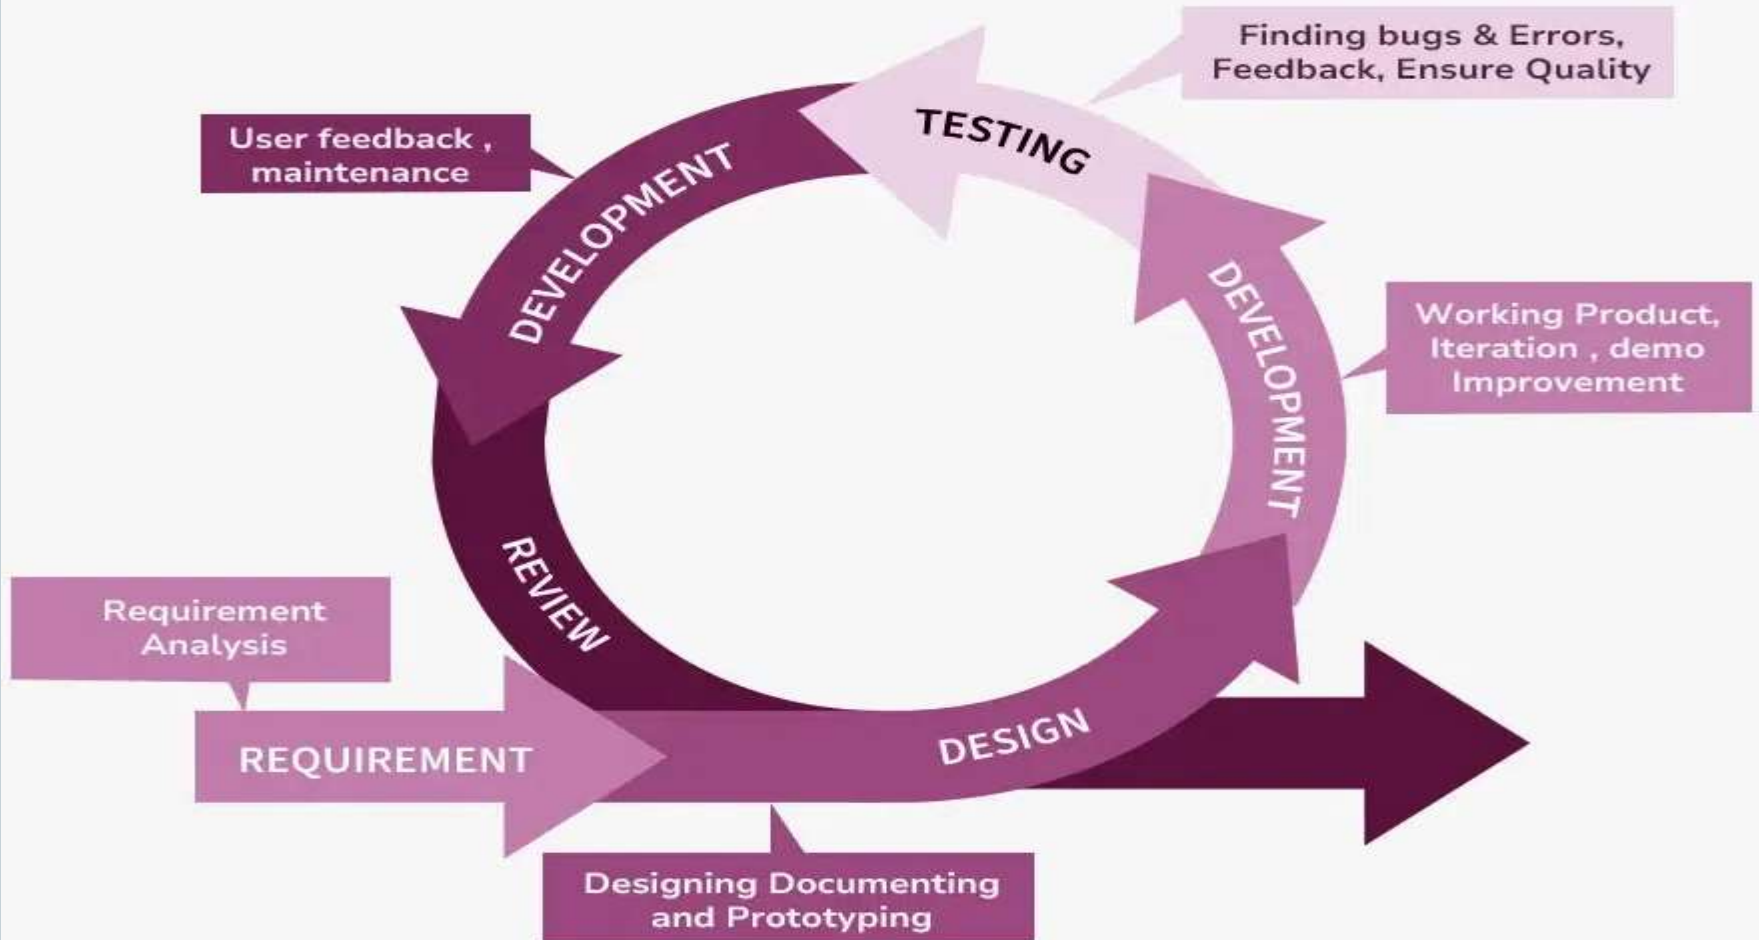 Finding bugs & Errors,
Feedback, Ensure Quality
TESTING
User feedback ,
maintenance
DEVELOPMENT
DEVELOPMENT
Working Product,
Iteration , demo
Improvement
REVIEW
Requirement
Analysis
REQUIREMENT
DESIGN
Designing Documenting
and Prototyping